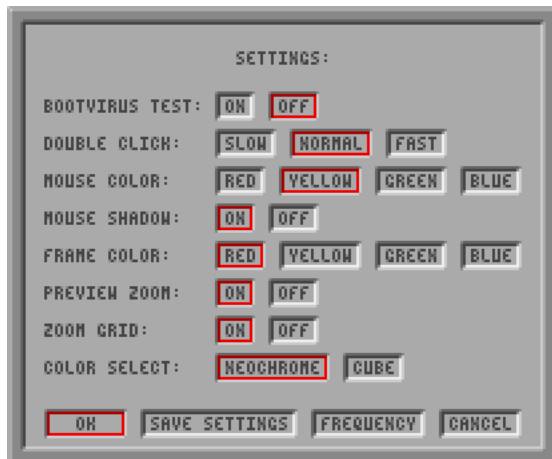 SETTINGS:
BOOTVIRUS TEST: ON OFF
DOUBLE CLICK: SLOW NORMAL FAST
MOUSE COLOR: RED YELLOW GREEN BLUE
MOUSE SHADOW: ON OFF
FRAME COLOR: RED YELLOW GREEN BLUE
PREVIEW ZOOM: ON OFF
ZOOM GRID: ON OFF
COLOR SELECT: NEOCHROME CUBE
OK SAVE SETTINGS FREQUENCY CANCEL